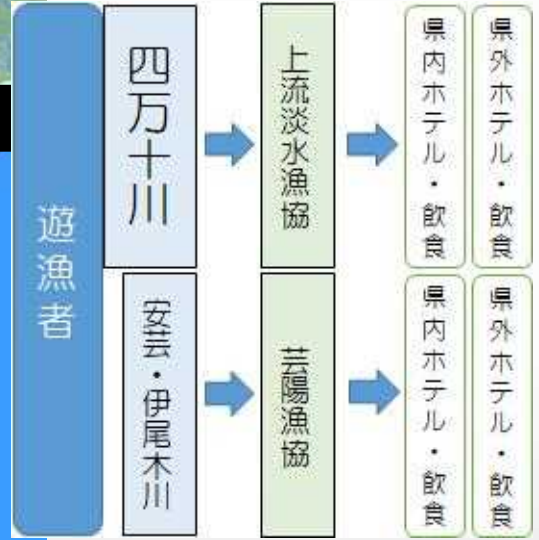 遊漁者
四万十川
上流淡水漁協
県内ホテル・飲食
県外ホテル・飲食
安芸・伊尾木川
芸陽漁協
県内ホテル・飲食
県外ホテル・飲食